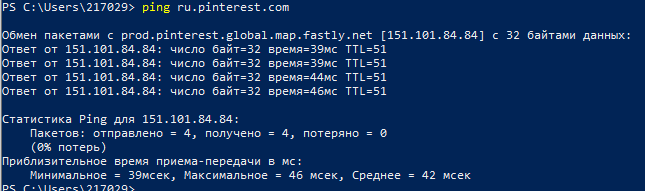 PS C:\Users\217029> ping ru.pinterest.com
Обмен пакетами с prod.pinterest.global.map.fastly.net [151.101.84.84] с 32 байтами данных:
Ответ от 151.101.84.84: число байт=32 время=39мс TTL=51
Ответ от 151.101.84.84: число байт=32 время=39мс TTL=51
Ответ от 151.101.84.84: число байт=32 время=44мс TTL=51
Ответ от 151.101.84.84: число байт=32 время=46мс TTL=51
Статистика Ping для 151.101.84.84:
Пакетов: отправлено = 4, получено = 4, потеряно = 0
(0% потерь)
Приблизительное время приема-передачи в мс:
Минимальное = 39мсек, Максимальное = 46 мсек, Среднее = 42 мсек
PS C:\Users\217029>